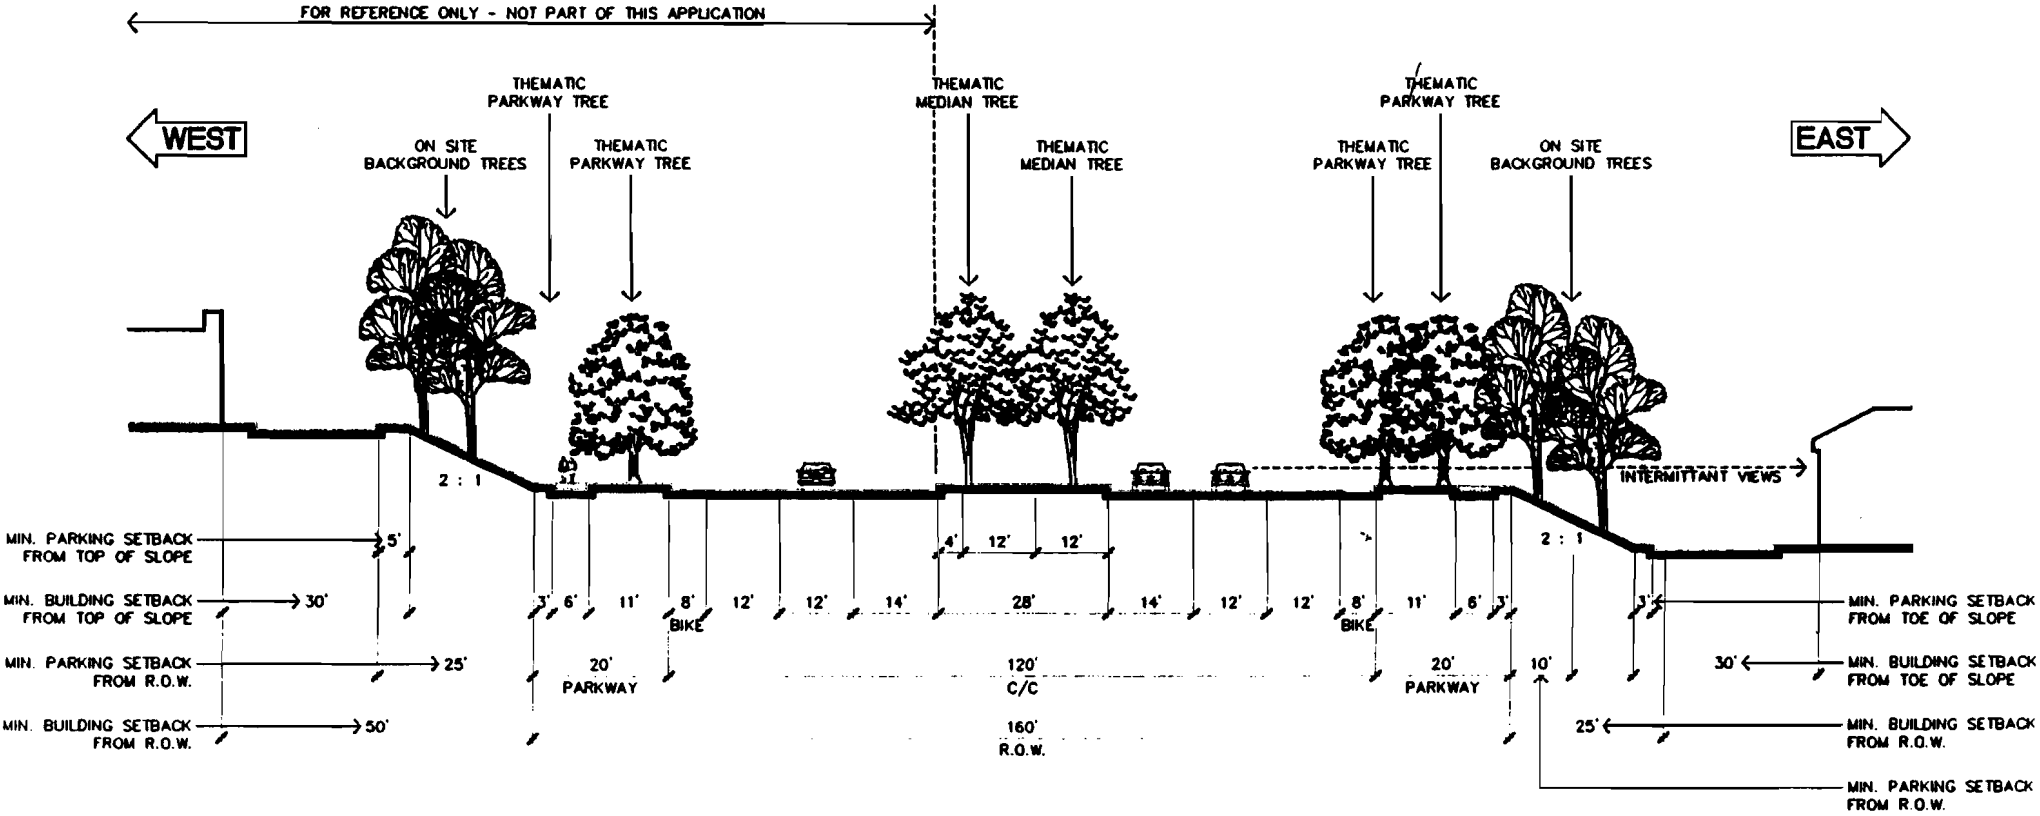 FOR REFERENCE ONLY - NOT PART OF THIS APPLICATION
THEMATIC
PARKWAY TREE
THEMATIC
MEDIAN TREE
THEMATIC
PARKWAY TREE
WEST
EAST
ON SITE
BACKGROUND TREES
THEMATIC
PARKWAY TREE
THEMATIC
MEDIAN TREE
THEMATIC
PARKWAY TREE
ON SITE
BACKGROUND TREES
2 : 1
INTERMITTANT VIEWS
2 : 1
MIN. PARKING SETBACK
FROM TOP OF SLOPE
5'
4' 12' 12'
MIN. BUILDING SETBACK
FROM TOP OF SLOPE
30'
3' 6' 11' 8' 12' 12' 14' 28' 14' 12' 12' 8' 11' 6' 3'
BIKE
BIKE
3'
MIN. PARKING SETBACK
FROM TOE OF SLOPE
MIN. PARKING SETBACK
FROM R.O.W.
25'
20'
PARKWAY
120'
C/C
20'
PARKWAY
10'
30'
MIN. BUILDING SETBACK
FROM TOE OF SLOPE
MIN. BUILDING SETBACK
FROM R.O.W.
50'
160'
R.O.W.
25'
MIN. BUILDING SETBACK
FROM R.O.W.
MIN. PARKING SETBACK
FROM R.O.W.